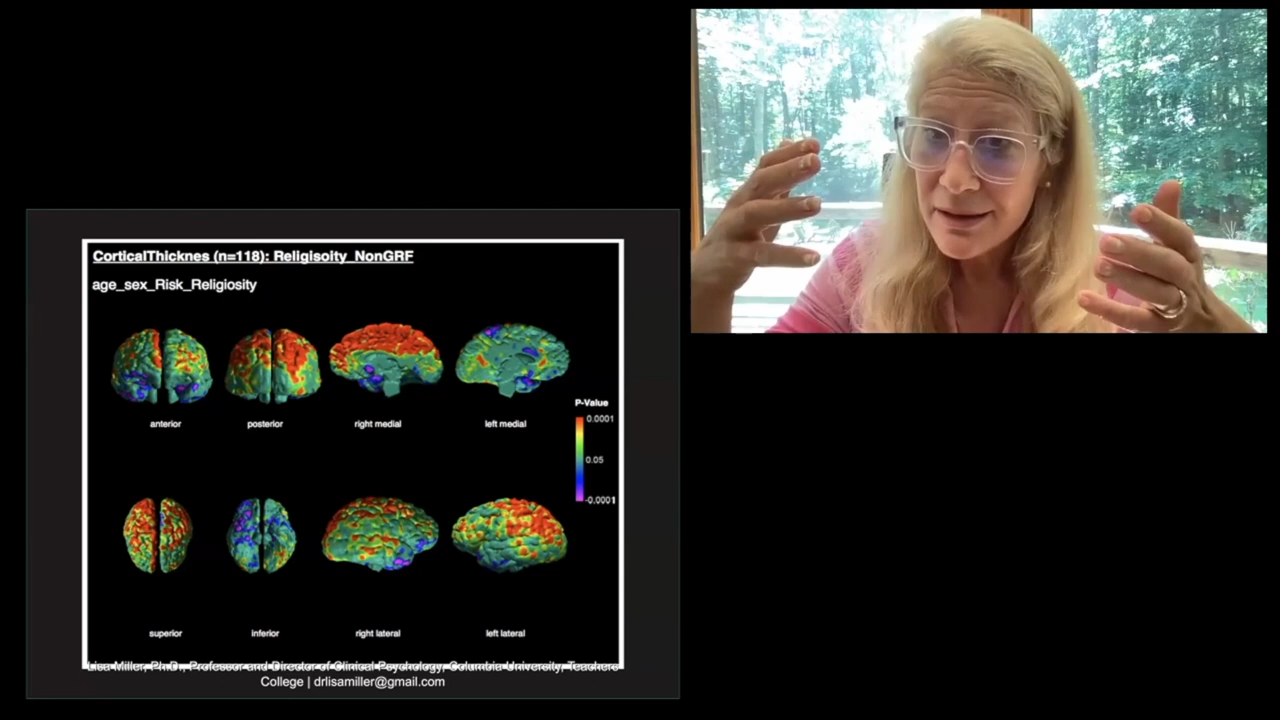 CorticalThicknes (n=118): Religisoity_NonGRF
age_sex_Risk_Religiosity
anterior
posterior
right medial
left medial
P-Value
0.0001
0.05
-0.0001
superior
inferior
right lateral
left lateral
Lisa Miller, Ph.D., Professor and Director of Clinical Psychology, Columbia University, Teachers
College | drlisamiller@gmail.com